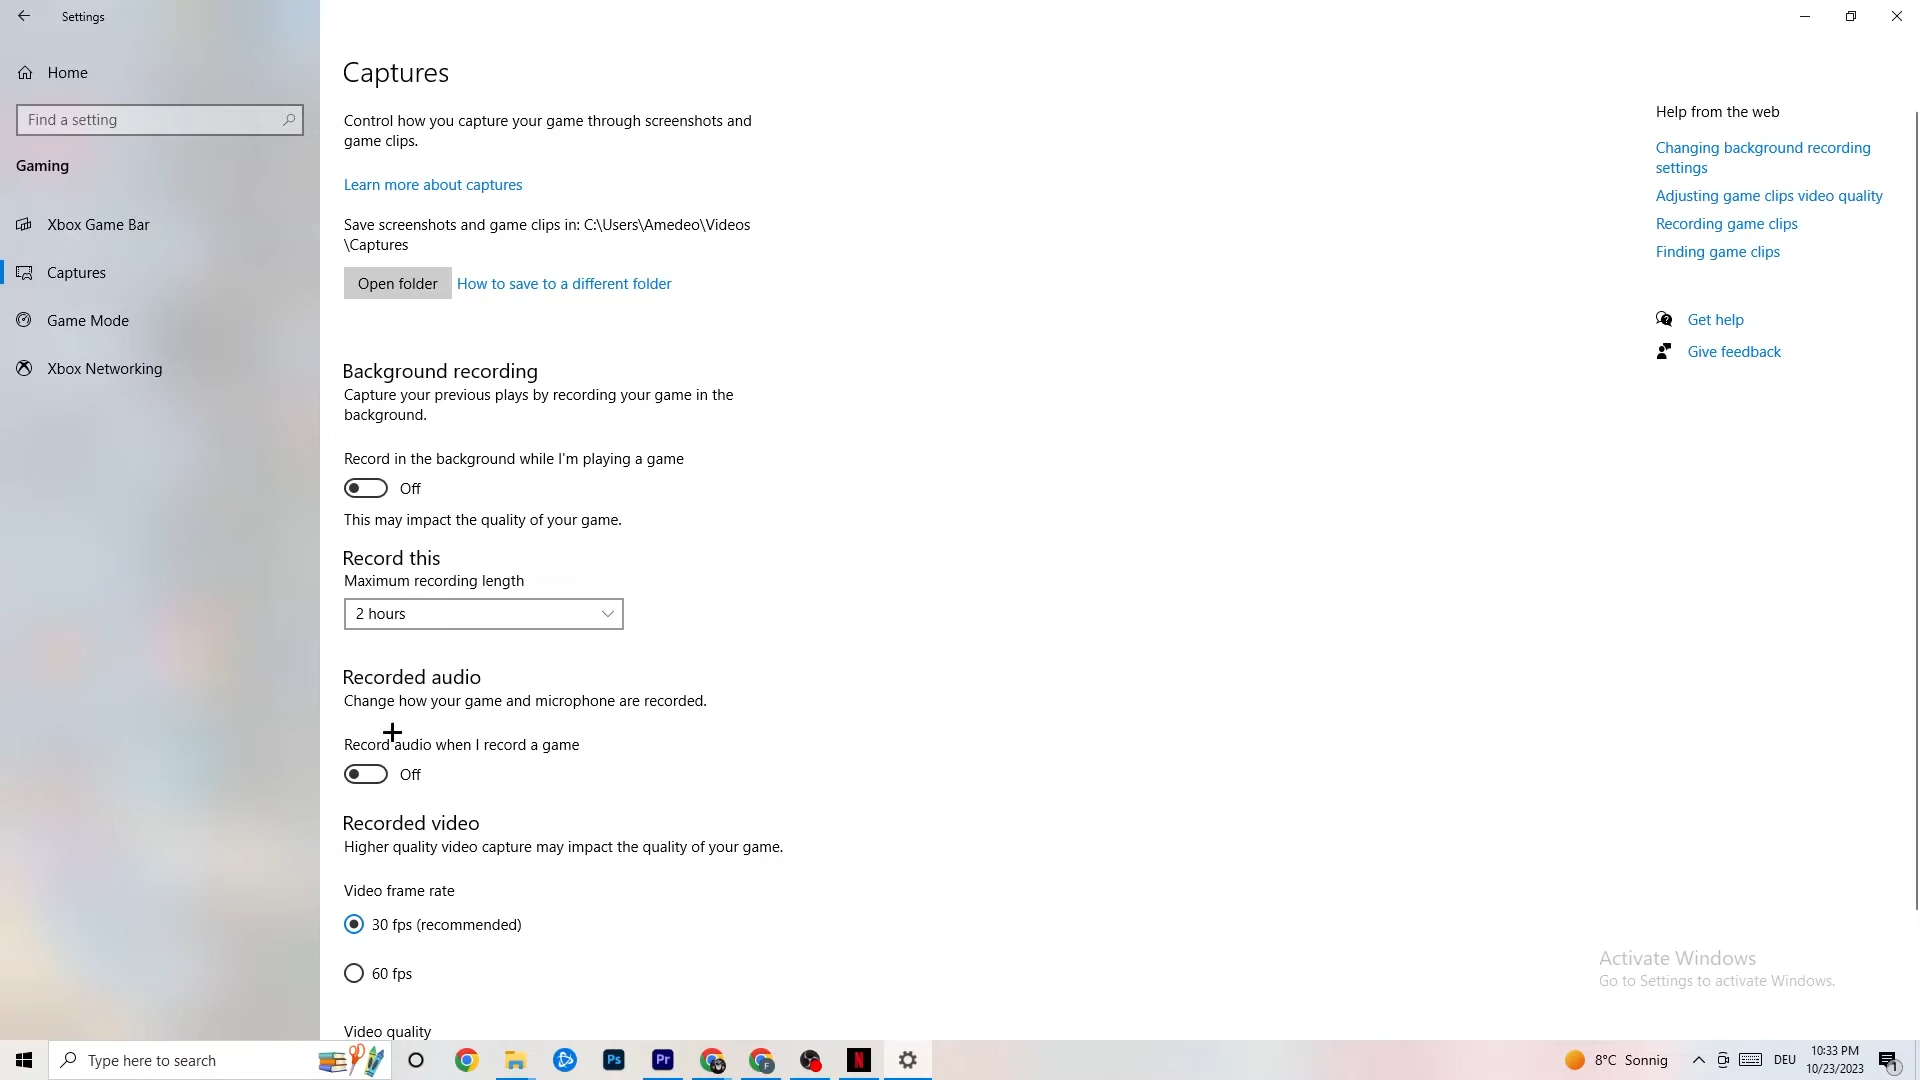 Settings
Home
Find a setting
Gaming
Xbox Game Bar
Captures
Game Mode
Xbox Networking
Captures
Control how you capture your game through screenshots and
game clips.
Learn more about captures
Save screenshots and game clips in: C:\Users\Amedeo\Videos
\Captures
Open folder
How to save to a different folder
Background recording
Capture your previous plays by recording your game in the
background.
Record in the background while I'm playing a game
Off
This may impact the quality of your game.
Record this
Maximum recording length
2 hours
Recorded audio
Change how your game and microphone are recorded.
Record audio when I record a game
Off
Recorded video
Higher quality video capture may impact the quality of your game.
Video frame rate
30 fps (recommended)
60 fps
Video quality
Help from the web
Changing background recording
settings
Adjusting game clips video quality
Recording game clips
Finding game clips
Get help
Give feedback
Activate Windows
Go to Settings to activate Windows.
Type here to search
Ps
Pr
F
N
8°C Sonnig
DEU
10:33 PM
10/23/2023
1